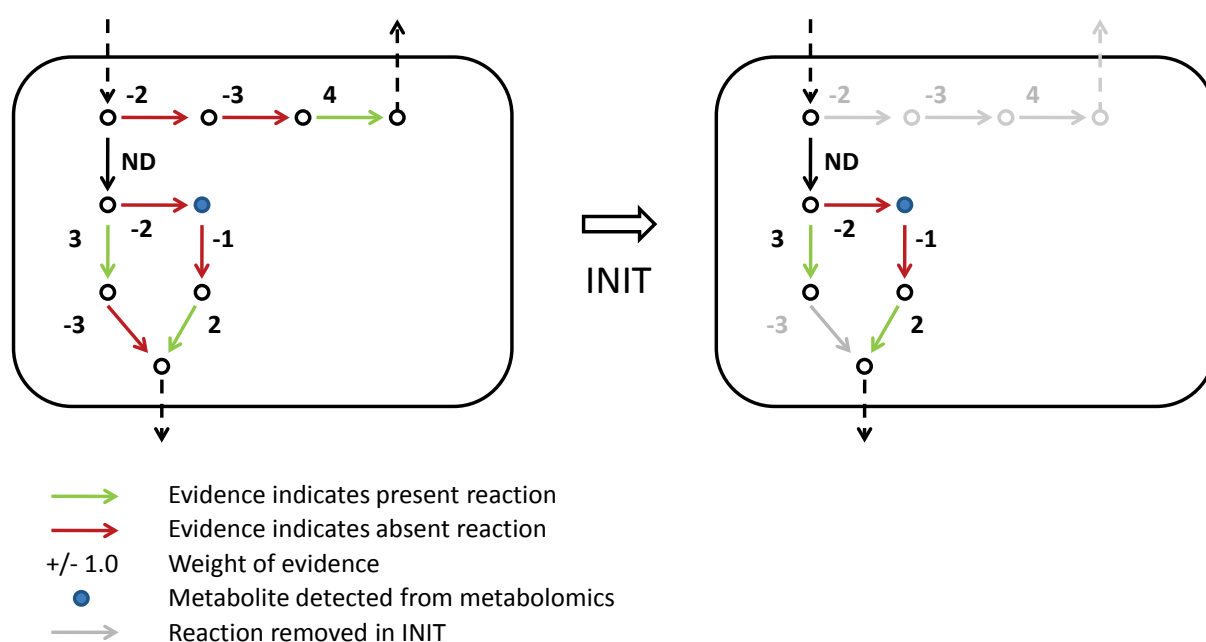 -2 -3 4
ND
3 -2 -1
-3 2
INIT
-2 -3 4
ND
3 -2 -1
-3 2
Evidence indicates present reaction
Evidence indicates absent reaction
+/- 1.0 Weight of evidence
Metabolite detected from metabolomics
Reaction removed in INIT